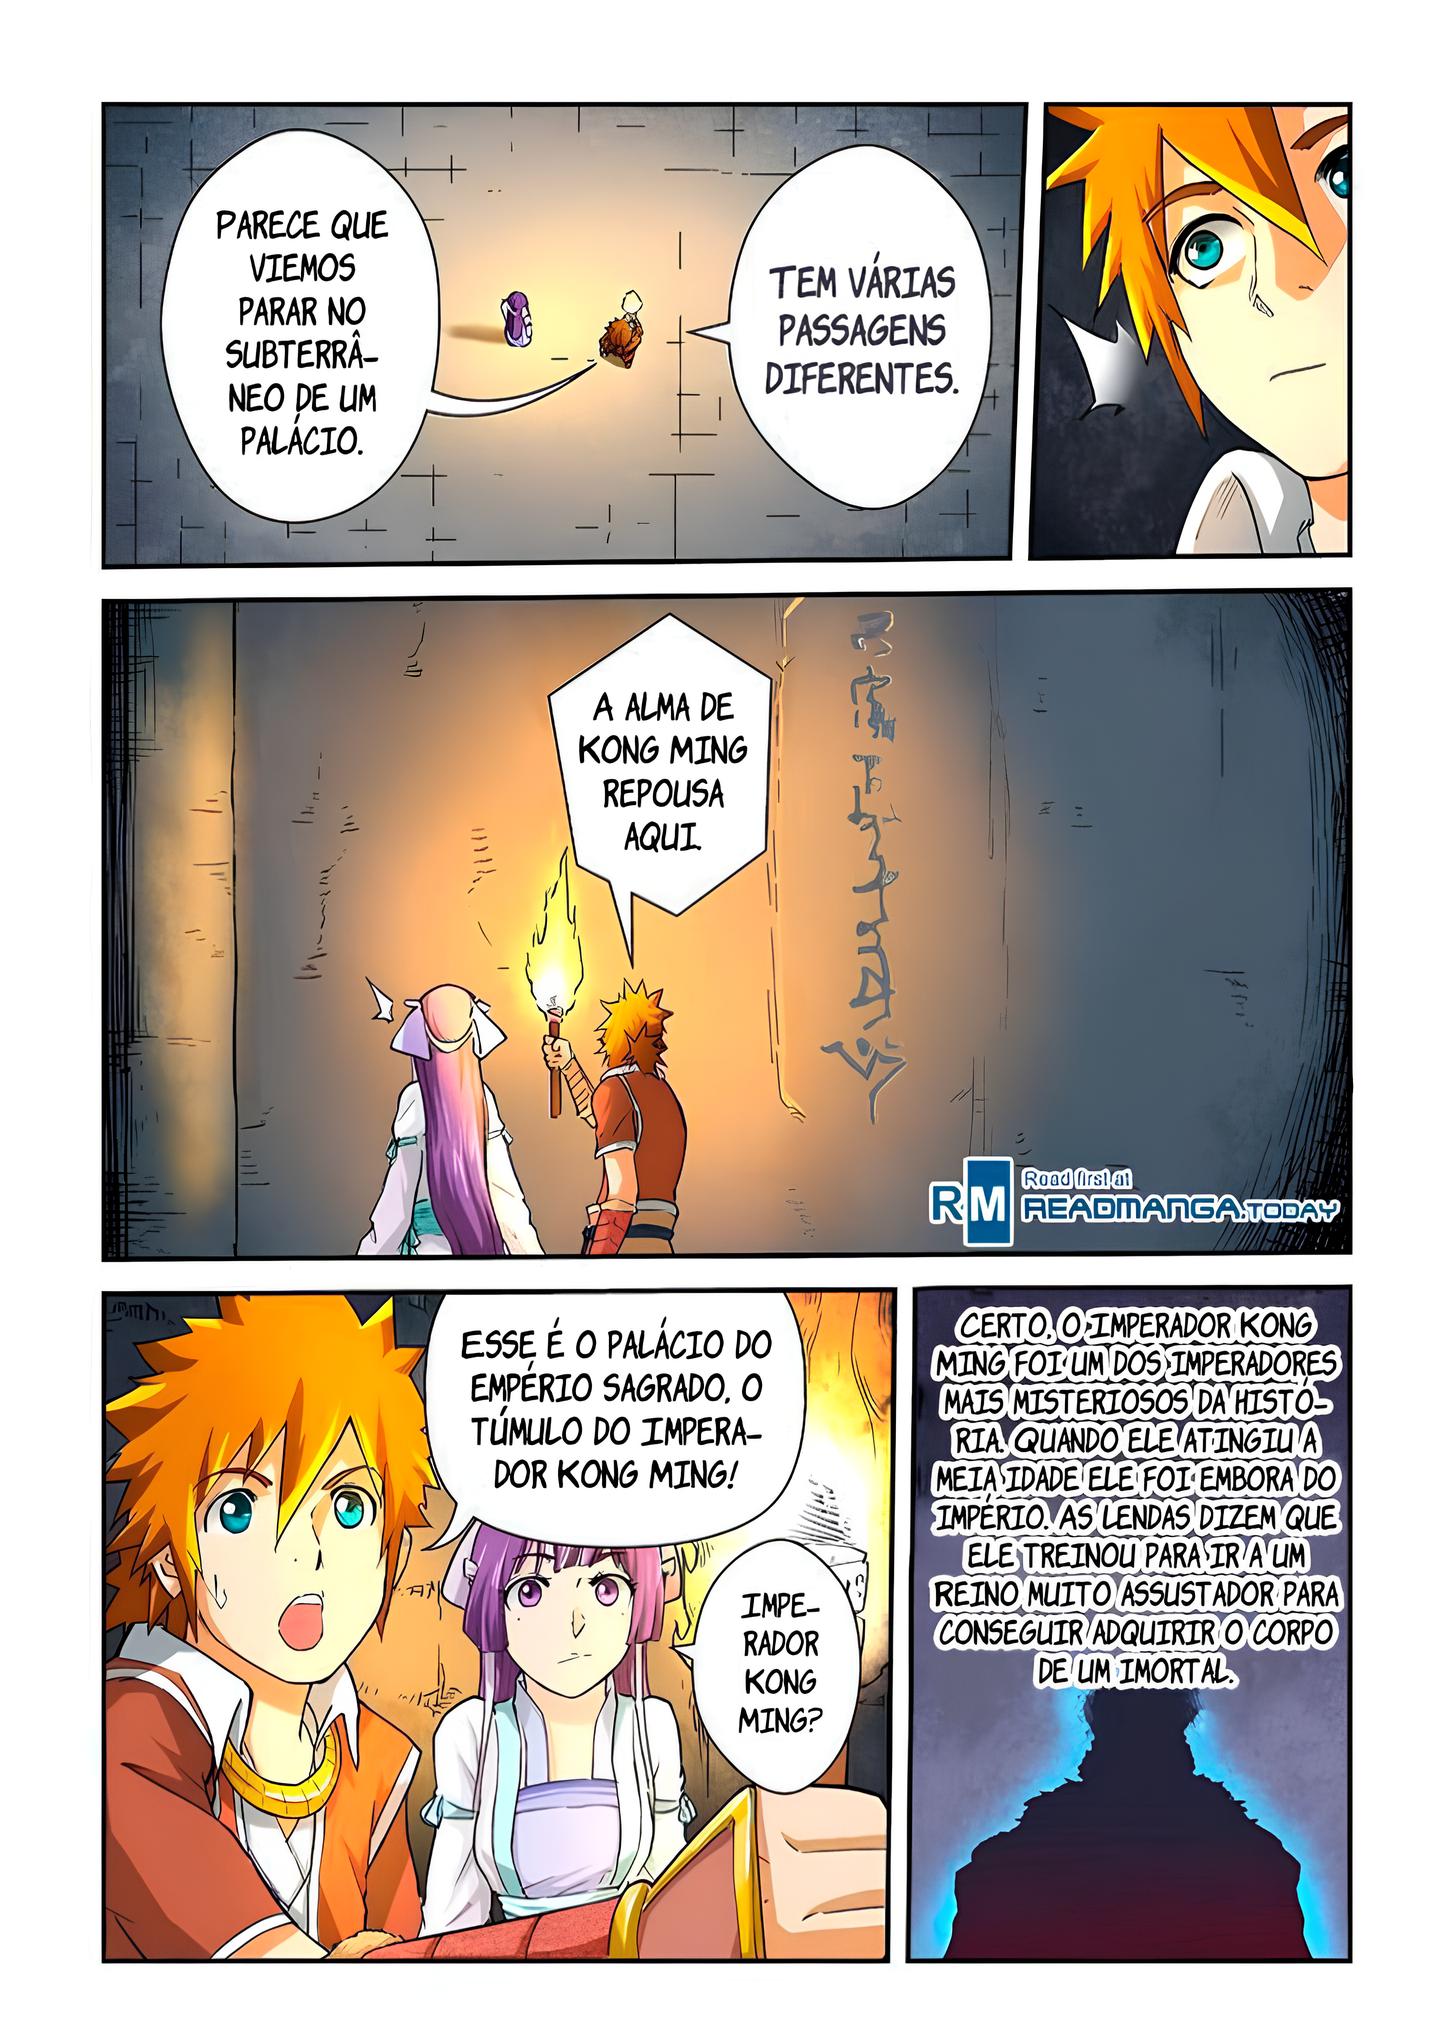 PARECE QUE
VIEMOS
PARAR NO
SUBTERRÂ-
NEO DE UM
PALÁCIO.
TEM VÁRIAS
PASSAGENS
DIFERENTES.
A ALMA DE
KONG MING
REPOUSA
AQUI.
RM
Read first at
READMANGA.TODAY
ESSE É O PALÁCIO DO
EMPÉRIO SAGRADO, O
TÚMULO DO IMPERA-
DOR KONG MING!
IMPE-
RADOR
KONG
MING?
CERTO, O IMPERADOR KONG
MING FOI UM DOS IMPERADORES
MAIS MISTERIOSOS DA HISTÓ-
RIA. QUANDO ELE ATINGIU A
MEIA IDADE ELE FOI EMBORA DO
IMPÉRIO. AS LENDAS DIZEM QUE
ELE TREINOU PARA IR A UM
REINO MUITO ASSUSTADOR PARA
CONSEGUIR ADQUIRIR O CORPO
DE UM IMORTAL.